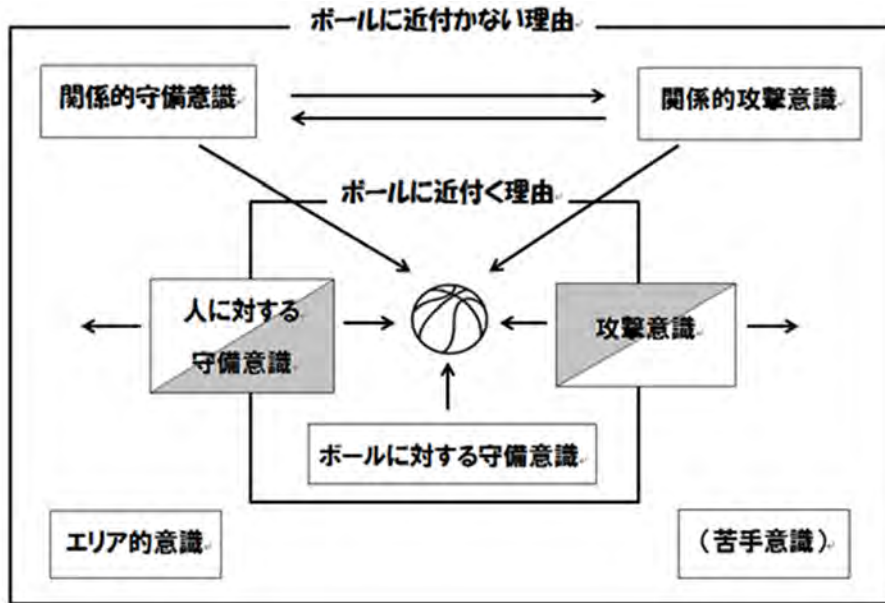 ボールに近付かない理由
関係的守備意識
関係的攻撃意識
ボールに近付く理由
人に対する
守備意識
攻撃意識
ボールに対する守備意識
エリア的意識
（苦手意識）